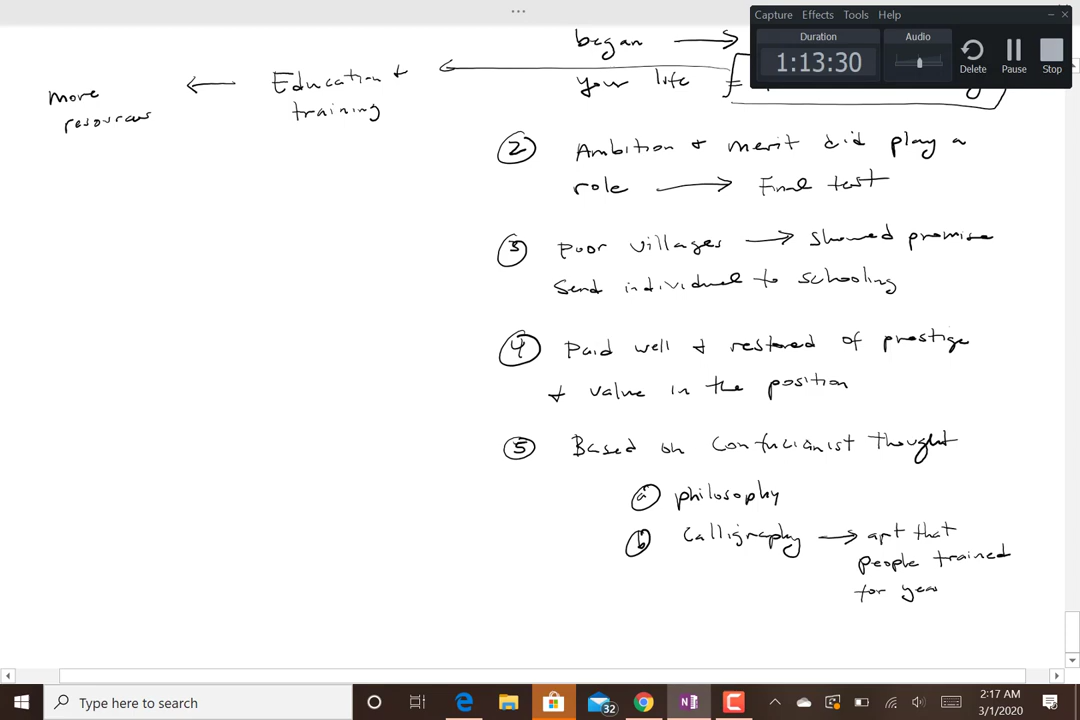 Capture Effects Tools Help
Duration
Audio
1:13:30
Delete Pause Stop
began →
your life
← Education +
training
more
resources
② Ambition + merit did play a
role → Final test
③ Poor villages → showed promise
Send individual to schooling
④ Paid well + restored of prestige
+ value in the position
⑤ Based on Confucianist thought
ⓐ philosophy
ⓑ Calligraphy → art that
people trained
for year
Type here to search
32
2:17 AM
3/1/2020